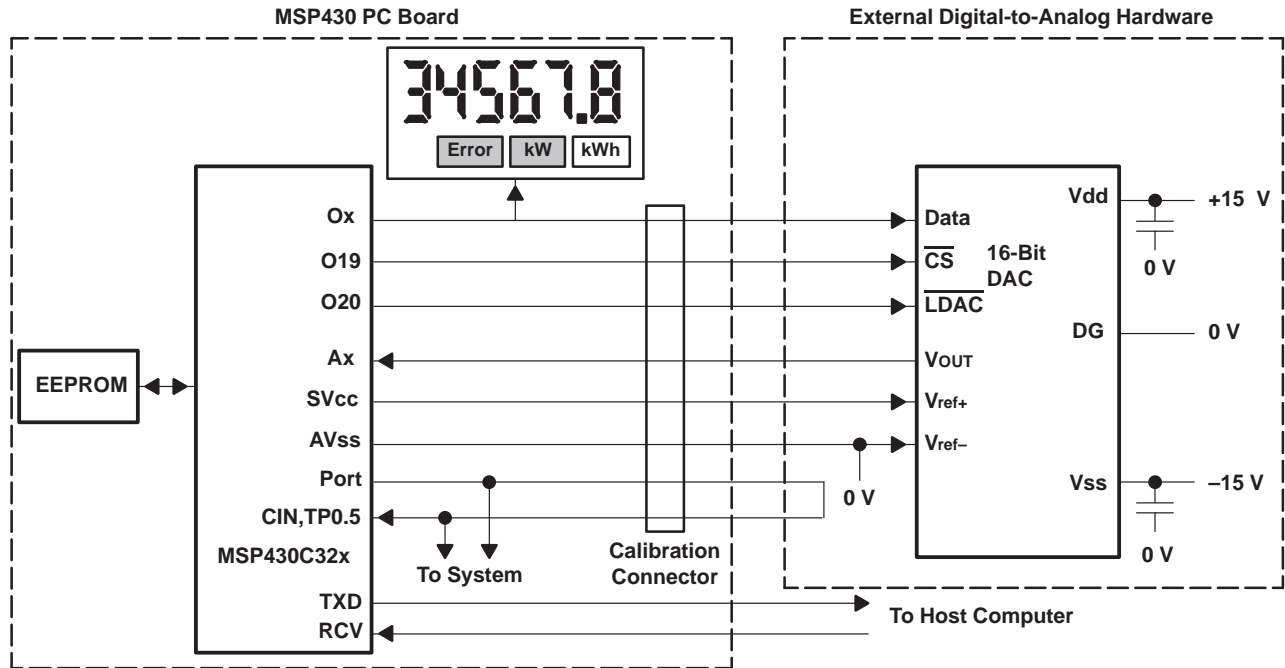 MSP430 PC Board
External Digital-to-Analog Hardware
34567.8
Error
kW
kWh
Ox
O19
O20
Ax
SVcc
AVss
Port
CIN,TP0.5
MSP430C32x
TXD
RCV
EEPROM
To System
Calibration
Connector
0 V
To Host Computer
Data
CS
LDAC
VOUT
Vref+
Vref–
16-Bit
DAC
Vdd
DG
Vss
+15 V
0 V
0 V
–15 V
0 V